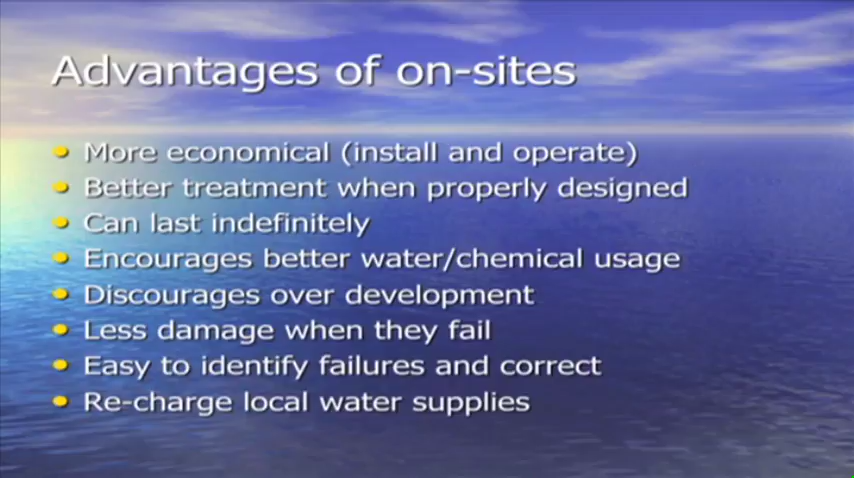 Advantages of on-sites
More economical (install and operate)
Better treatment when properly designed
Can last indefinitely
Encourages better water/chemical usage
Discourages over development
Less damage when they fail
Easy to identify failures and correct
Re-charge local water supplies